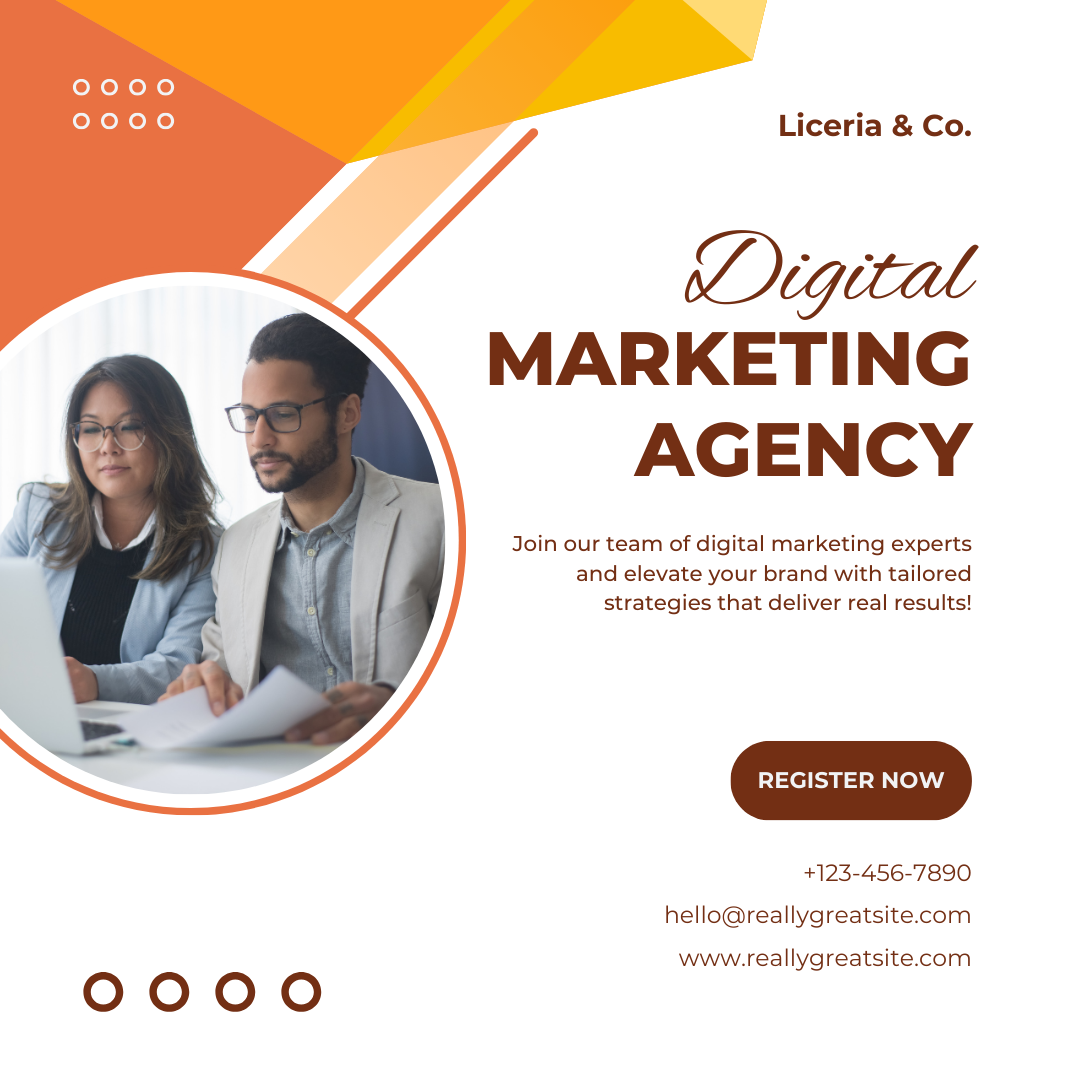 Liceria & Co.
Digital
MARKETING
AGENCY
Join our team of digital marketing experts
and elevate your brand with tailored
strategies that deliver real results!
REGISTER NOW
+123-456-7890
hello@reallygreatsite.com
www.reallygreatsite.com